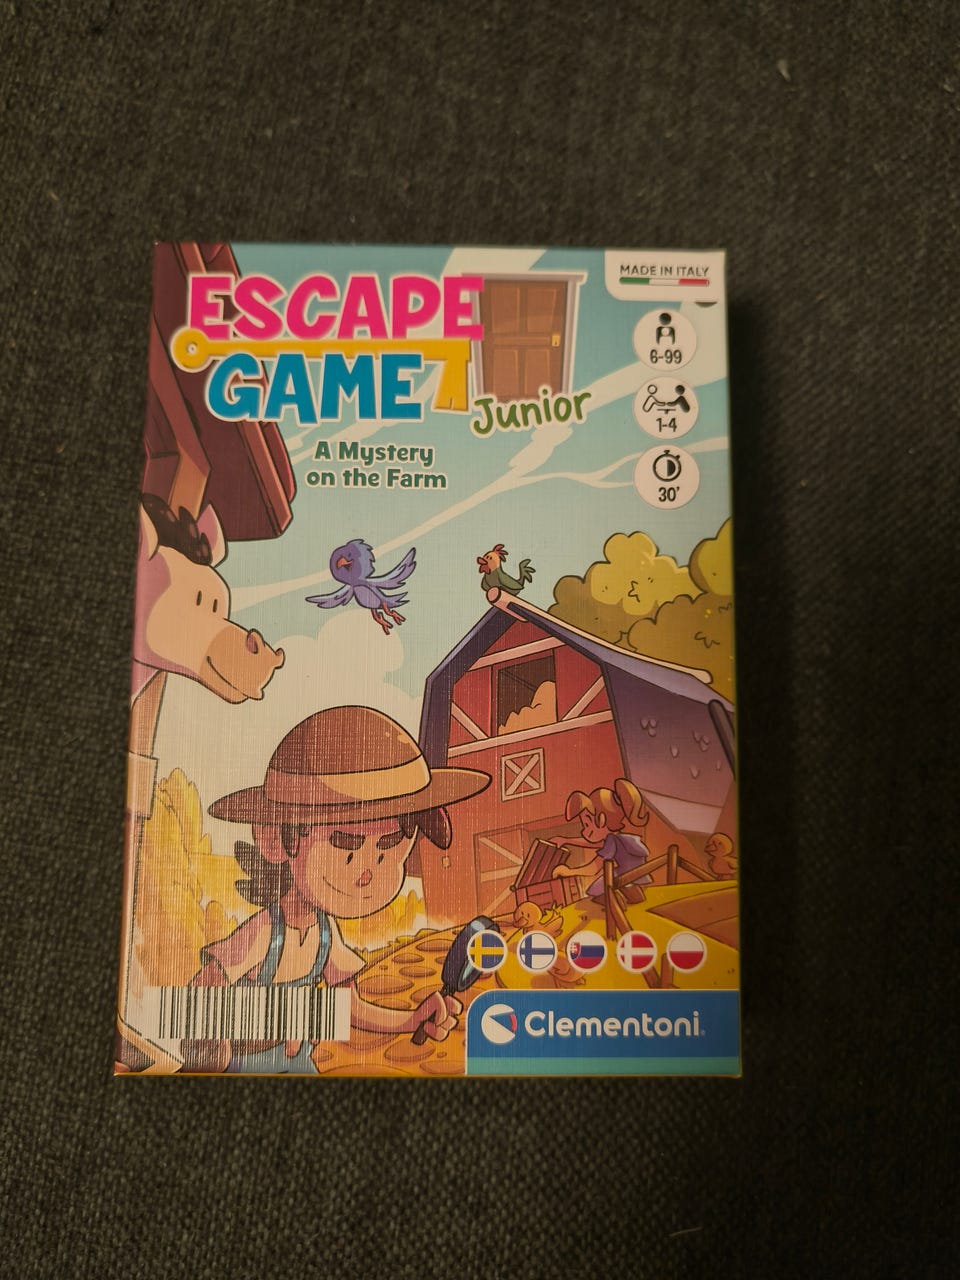 ESCAPE
GAME
Junior
A Mystery
on the Farm
MADE IN ITALY
6-99
1-4
30'
Clementoni